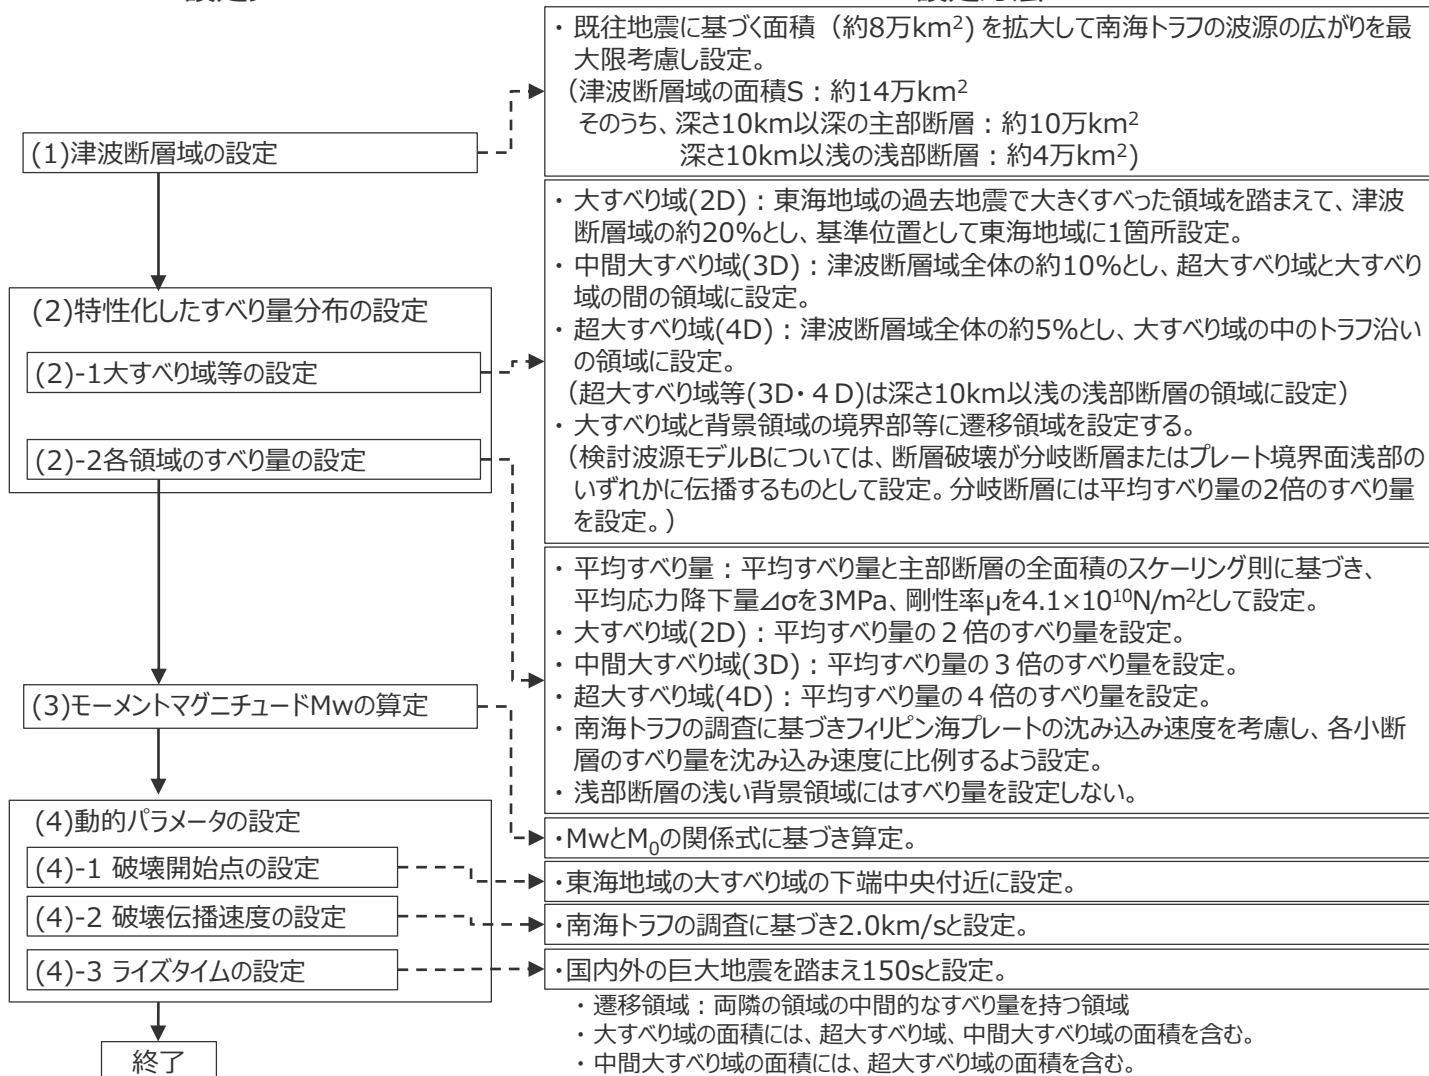 ・ 既往地震に基づく面積（約8万km2) を拡大して南海トラフの波源の広がりを最
大限考慮し設定。
（津波断層域の面積S：約14万km2
そのうち、深さ10km以深の主部断層：約10万km2
深さ10km以浅の浅部断層：約4万km2)
(1)津波断層域の設定
・ 大すべり域(2D)：東海地域の過去地震で大きくすべった領域を踏まえて、津波
断層域の約20%とし、基準位置として東海地域に1箇所設定。
・ 中間大すべり域(3D)：津波断層域全体の約10%とし、超大すべり域と大すべり
域の間の領域に設定。
・ 超大すべり域(4D)：津波断層域全体の約5%とし、大すべり域の中のトラフ沿い
の領域に設定。
（超大すべり域等(3D・４D)は深さ10km以浅の浅部断層の領域に設定）
・ 大すべり域と背景領域の境界部等に遷移領域を設定する。
（検討波源モデルBについては、断層破壊が分岐断層またはプレート境界面浅部の
いずれかに伝播するものとして設定。分岐断層には平均すべり量の2倍のすべり量
を設定。）
(2)特性化したすべり量分布の設定
(2)-1大すべり域等の設定
(2)-2各領域のすべり量の設定
・ 平均すべり量：平均すべり量と主部断層の全面積のスケーリング則に基づき、
平均応力降下量⊿σを3MPa、剛性率μを4.1×1010N/m2として設定。
・ 大すべり域(2D)：平均すべり量の２倍のすべり量を設定。
・ 中間大すべり域(3D)：平均すべり量の３倍のすべり量を設定。
・ 超大すべり域(4D)：平均すべり量の４倍のすべり量を設定。
・ 南海トラフの調査に基づきフィリピン海プレートの沈み込み速度を考慮し、各小断
層のすべり量を沈み込み速度に比例するよう設定。
・ 浅部断層の浅い背景領域にはすべり量を設定しない。
(3)モーメントマグニチュードMwの算定
・MwとM0の関係式に基づき算定。
(4)動的パラメータの設定
(4)-1 破壊開始点の設定
・東海地域の大すべり域の下端中央付近に設定。
(4)-2 破壊伝播速度の設定
・南海トラフの調査に基づき2.0km/sと設定。
(4)-3 ライズタイムの設定
・国内外の巨大地震を踏まえ150sと設定。
・ 遷移領域：両隣の領域の中間的なすべり量を持つ領域
・ 大すべり域の面積には、超大すべり域、中間大すべり域の面積を含む。
・ 中間大すべり域の面積には、超大すべり域の面積を含む。
終了